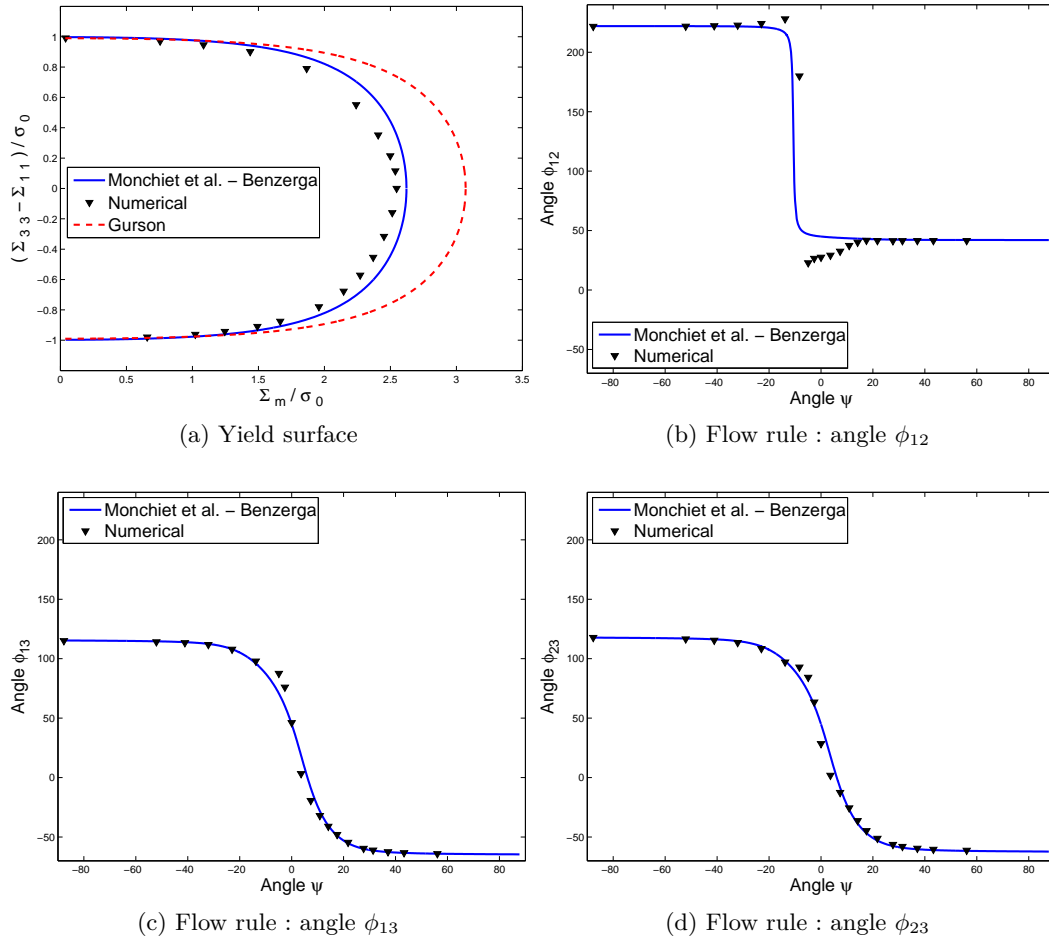 1
0.8
0.6
0.4
0.2
0
−0.2
−0.4
−0.6
−0.8
−1
(Σ33 − Σ11)/σ0
Monchiet et al. − Benzerga
Numerical
Gurson
0 0.5 1 1.5 2 2.5 3 3.5
Σm/σ0
(a) Yield surface
200
150
100
50
0
−50
Angle ϕ12
Monchiet et al. − Benzerga
Numerical
−80 −60 −40 −20 0 20 40 60 80
Angle ψ
(b) Flow rule : angle ϕ12
Monchiet et al. − Benzerga
Numerical
200
150
100
50
0
−50
Angle ϕ13
−80 −60 −40 −20 0 20 40 60 80
Angle ψ
(c) Flow rule : angle ϕ13
Monchiet et al. − Benzerga
Numerical
200
150
100
50
0
−50
Angle ϕ23
−80 −60 −40 −20 0 20 40 60 80
Angle ψ
(d) Flow rule : angle ϕ23